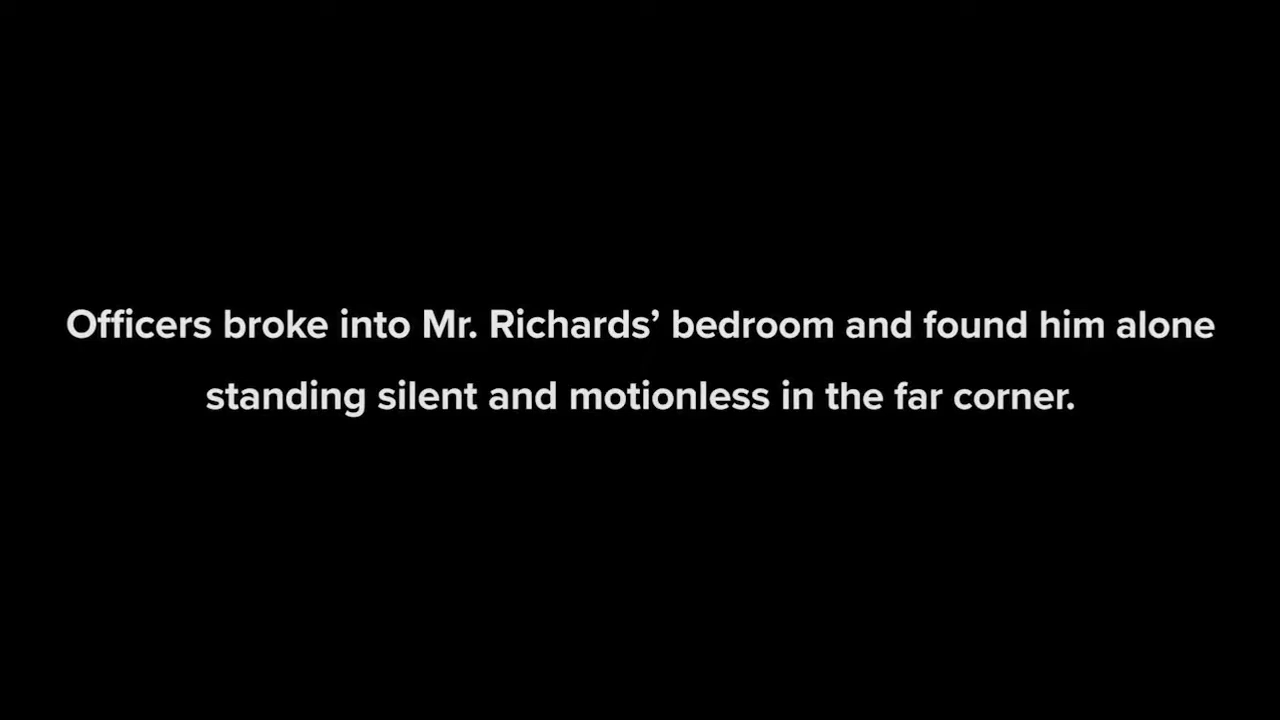 Officers broke into Mr. Richards’ bedroom and found him alone
standing silent and motionless in the far corner.